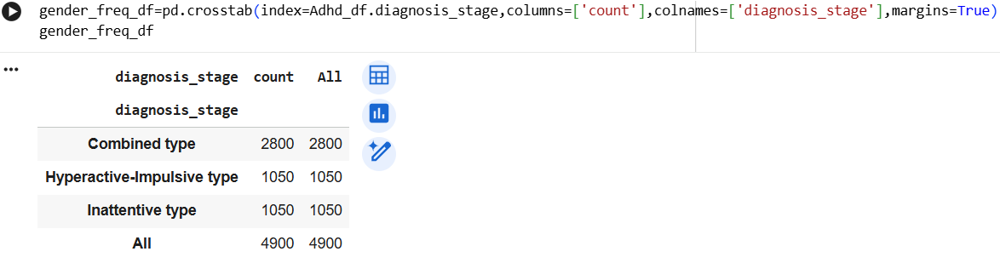 gender_freq_df=pd.crosstab(index=Adhd_df.diagnosis_stage,columns=['count'],colnames=['diagnosis_stage'],margins=True)
gender_freq_df
diagnosis_stage count All
diagnosis_stage
Combined type 2800 2800
Hyperactive-Impulsive type 1050 1050
Inattentive type 1050 1050
All 4900 4900